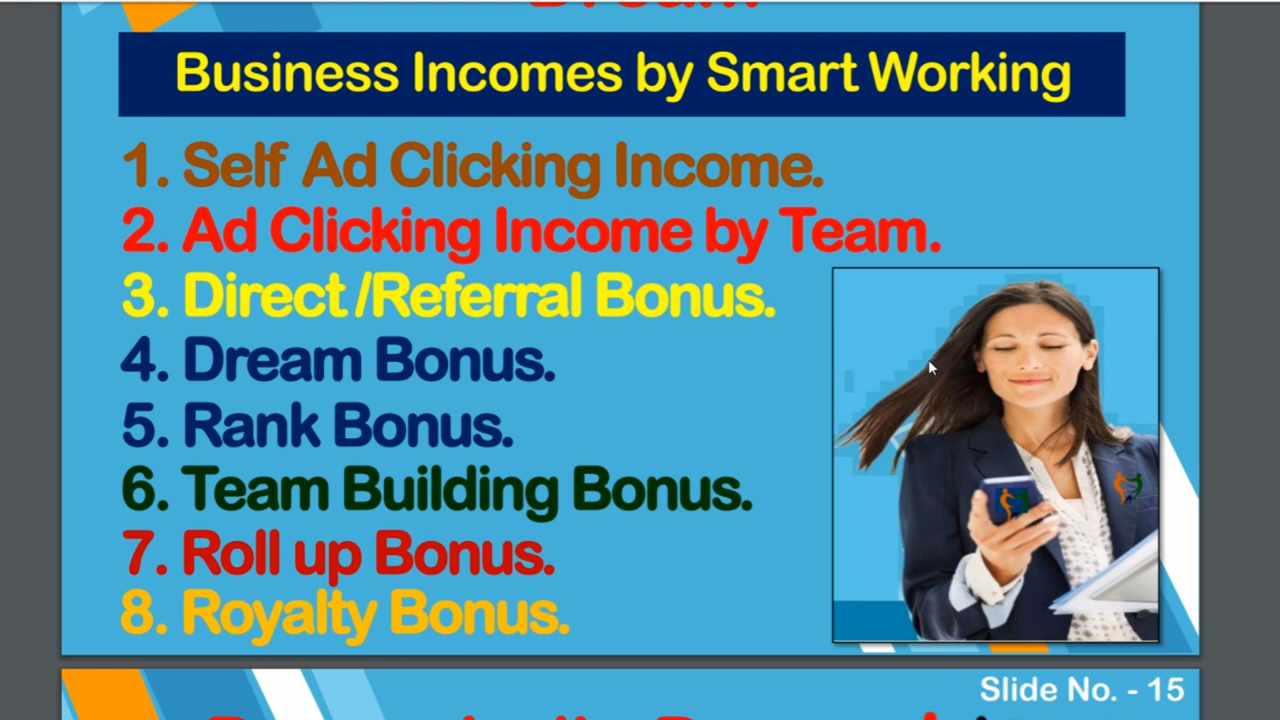 Business Incomes by Smart Working
1. Self Ad Clicking Income.
2. Ad Clicking Income by Team.
3. Direct /Referral Bonus.
4. Dream Bonus.
5. Rank Bonus.
6. Team Building Bonus.
7. Roll up Bonus.
8. Royalty Bonus.
Slide No. - 15